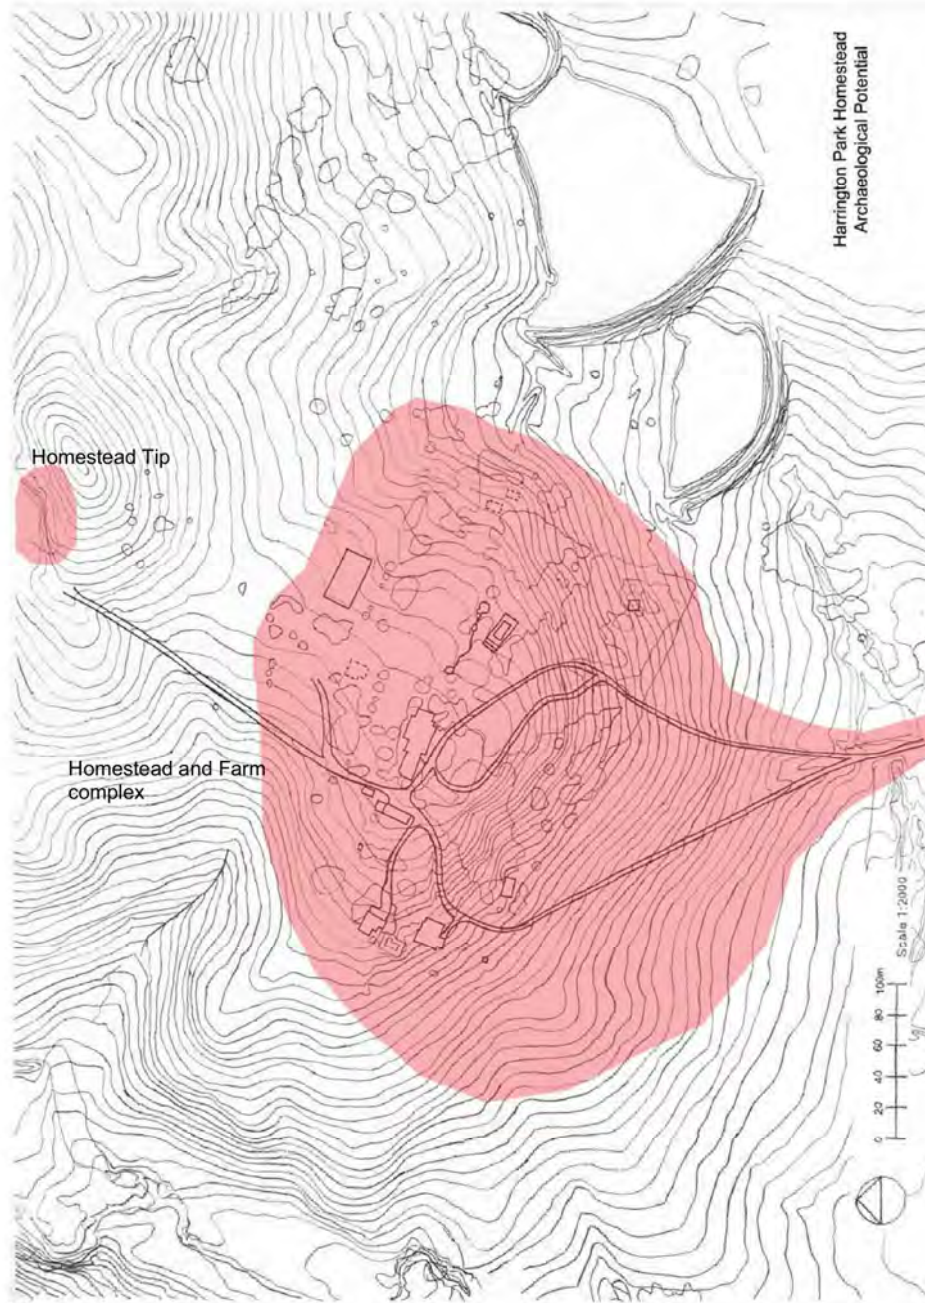 Harrington Park Homestead
Archaeological Potential
Homestead Tip
Homestead and Farm
complex
Scale 1:2000
0 20 40 60 80 100m